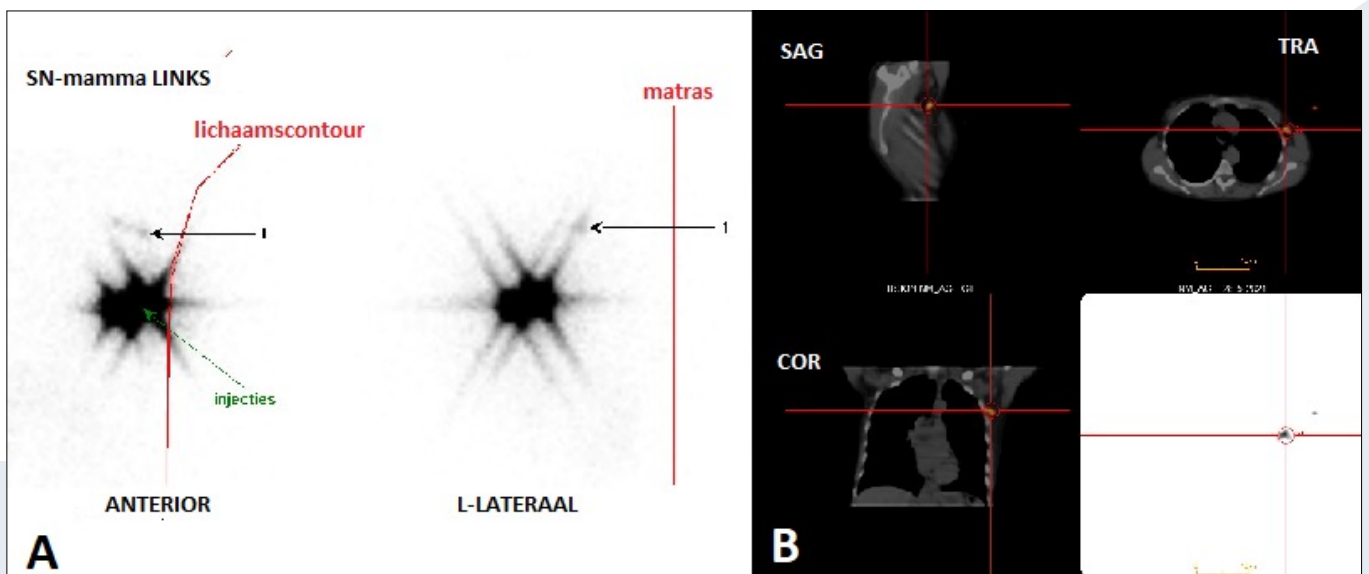 SN-mamma LINKS
lichaamscontour
matras
1
1
injecties
ANTERIOR
L-LATERAAL
A
SAG
TRA
COR
B